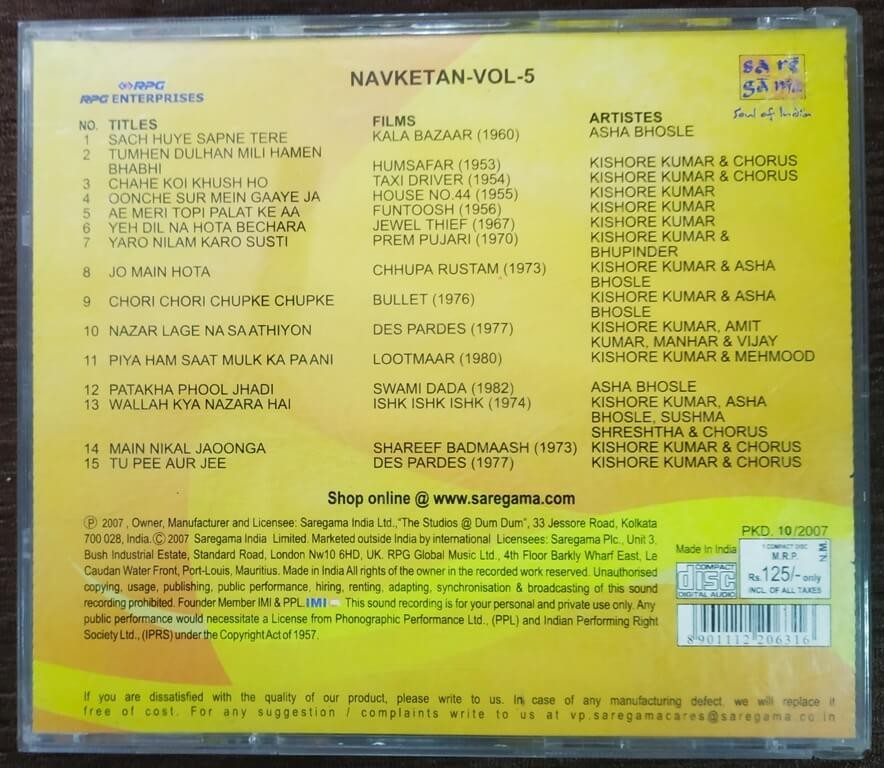 RPG
RPG ENTERPRISES
NAVKETAN-VOL-5
sa re
ga ma
Soul of India
NO. TITLES FILMS ARTISTES
1 SACH HUYE SAPNE TERE KALA BAZAAR (1960) ASHA BHOSLE
2 TUMHEN DULHAN MILI HAMEN
BHABHI HUMSAFAR (1953) KISHORE KUMAR & CHORUS
3 CHAHE KOI KHUSH HO TAXI DRIVER (1954) KISHORE KUMAR & CHORUS
4 OONCHE SUR MEIN GAAYE JA HOUSE NO.44 (1955) KISHORE KUMAR
5 AE MERI TOPI PALAT KE AA FUNTOOSH (1956) KISHORE KUMAR
6 YEH DIL NA HOTA BECHARA JEWEL THIEF (1967) KISHORE KUMAR
7 YARO NILAM KARO SUSTI PREM PUJARI (1970) KISHORE KUMAR &
BHUPINDER
8 JO MAIN HOTA CHHUPA RUSTAM (1973) KISHORE KUMAR & ASHA
BHOSLE
9 CHORI CHORI CHUPKE CHUPKE BULLET (1976) KISHORE KUMAR & ASHA
BHOSLE
10 NAZAR LAGE NA SAATHIYON DES PARDES (1977) KISHORE KUMAR, AMIT
KUMAR, MANHAR & VIJAY
11 PIYA HAM SAAT MULK KA PAANI LOOTMAAR (1980) KISHORE KUMAR & MEHMOOD
12 PATAKHA PHOOL JHADI SWAMI DADA (1982) ASHA BHOSLE
13 WALLAH KYA NAZARA HAI ISHK ISHK ISHK (1974) KISHORE KUMAR, ASHA
BHOSLE, SUSHMA
SHRESHTHA & CHORUS
14 MAIN NIKAL JAOONGA SHAREEF BADMAASH (1973) KISHORE KUMAR & CHORUS
15 TU PEE AUR JEE DES PARDES (1977) KISHORE KUMAR & CHORUS
Shop online @ www.saregama.com
Ⓟ 2007, Owner, Manufacturer and Licensee: Saregama India Ltd.,"The Studios @ Dum Dum", 33 Jessore Road, Kolkata
700 028, India. © 2007 Saregama India Limited. Marketed outside India by international Licensees: Saregama Plc., Unit 3,
Bush Industrial Estate, Standard Road, London Nw10 6HD, UK. RPG Global Music Ltd., 4th Floor Barkly Wharf East, Le
Caudan Water Front, Port-Louis, Mauritius. Made in India All rights of the owner in the recorded work reserved. Unauthorised
copying, usage, publishing, public performance, hiring, renting, adapting, synchronisation & broadcasting of this sound
recording prohibited. Founder Member IMI & PPL. IMI This sound recording is for your personal and private use only. Any
public performance would necessitate a License from Phonographic Performance Ltd., (PPL) and Indian Performing Right
Society Ltd., (IPRS) under the Copyright Act of 1957.
PKD. 10/2007
Made In India
COMPACT
disc
DIGITAL AUDIO
1 COMPACT DISC
M.R.P.
Rs.125/- only
INCL. OF ALL TAXES
N.M.
8901112206316
If you are dissatisfied with the quality of our product, please write to us. In case of any manufacturing defect, we will replace it
free of cost. For any suggestion / complaints write to us at vp.saregamacares@saregama.co.in